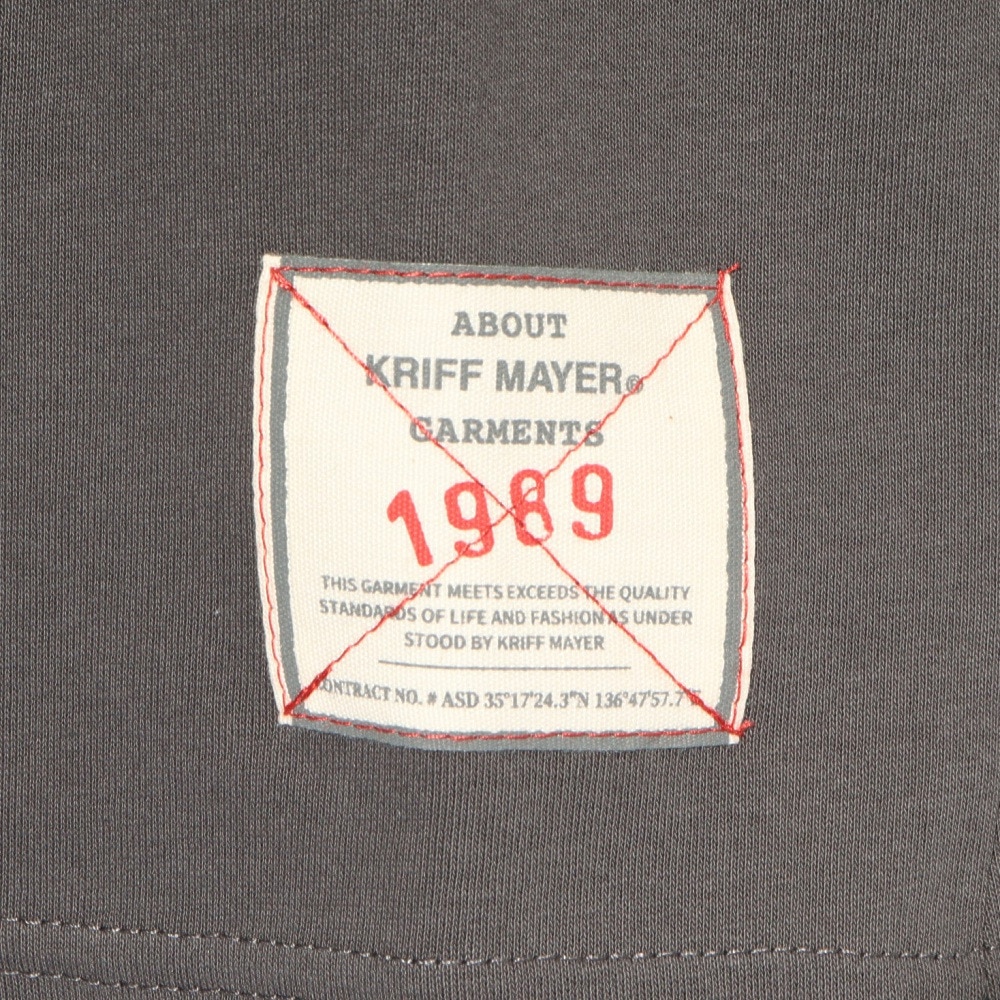 ABOUT
KRIFF MAYER®
GARMENTS
1969
THIS GARMENT MEETS EXCEEDS THE QUALITY
STANDARDS OF LIFE AND FASHION AS UNDER
STOOD BY KRIFF MAYER
CONTRACT NO. # ASD 35°17'24.3"N 136°47'57.7"E